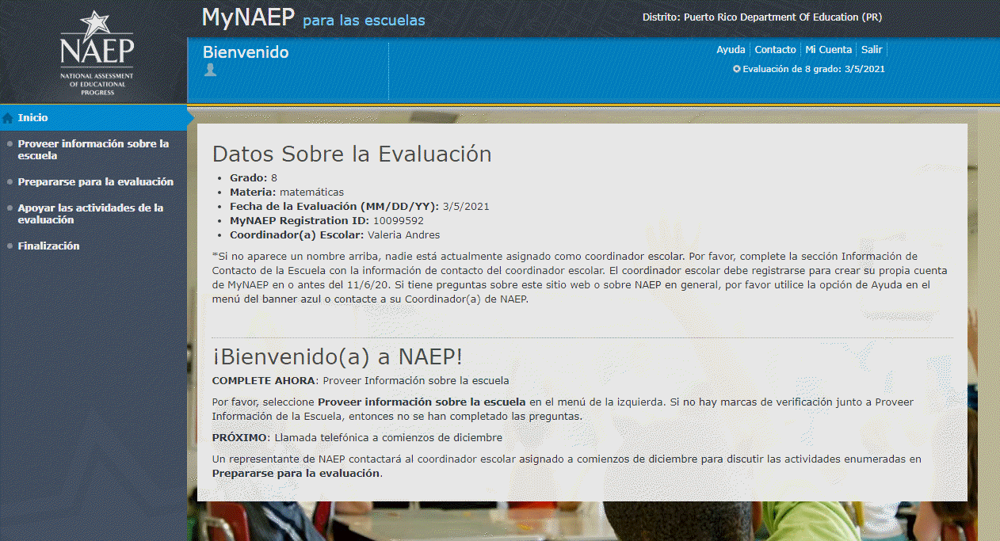 NAEP
NATIONAL ASSESSMENT
OF EDUCATIONAL
PROGRESS
MyNAEP para las escuelas
Distrito: Puerto Rico Department Of Education (PR)
Bienvenido
Ayuda Contacto Mi Cuenta Salir
Evaluación de 8 grado: 3/5/2021
Inicio
Proveer información sobre la
escuela
Prepararse para la evaluación
Apoyar las actividades de la
evaluación
Finalización
Datos Sobre la Evaluación
• Grado: 8
• Materia: matemáticas
• Fecha de la Evaluación (MM/DD/YY): 3/5/2021
• MyNAEP Registration ID: 10099592
• Coordinador(a) Escolar: Valeria Andres
*Si no aparece un nombre arriba, nadie está actualmente asignado como coordinador escolar. Por favor, complete la sección Información de
Contacto de la Escuela con la información de contacto del coordinador escolar. El coordinador escolar debe registrarse para crear su propia cuenta
de MyNAEP en o antes del 11/6/20. Si tiene preguntas sobre este sitio web o sobre NAEP en general, por favor utilice la opción de Ayuda en el
menú del banner azul o contacte a su Coordinador(a) de NAEP.
¡Bienvenido(a) a NAEP!
COMPLETE AHORA: Proveer Información sobre la escuela
Por favor, seleccione Proveer información sobre la escuela en el menú de la izquierda. Si no hay marcas de verificación junto a Proveer
Información de la Escuela, entonces no se han completado las preguntas.
PRÓXIMO: Llamada telefónica a comienzos de diciembre
Un representante de NAEP contactará al coordinador escolar asignado a comienzos de diciembre para discutir las actividades enumeradas en
Prepararse para la evaluación.